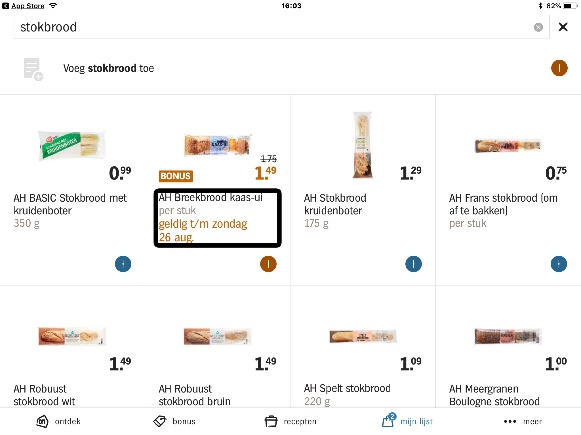 App Store
16:03
82%
stokbrood
Voeg stokbrood toe
0.99
AH BASIC Stokbrood met
kruidenboter
350 g
1.75
BONUS
1.49
AH Breekbrood kaas-ui
per stuk
geldig t/m zondag
26 aug.
1.29
AH Stokbrood
kruidenboter
175 g
0.75
AH Frans stokbrood (om
af te bakken)
per stuk
1.49
AH Robuust
stokbrood wit
1.49
AH Robuust
stokbrood bruin
1.09
AH Spelt stokbrood
220 g
1.00
AH Meergranen
Boulogne stokbrood
ontdek
bonus
recepten
2
mijn lijst
meer